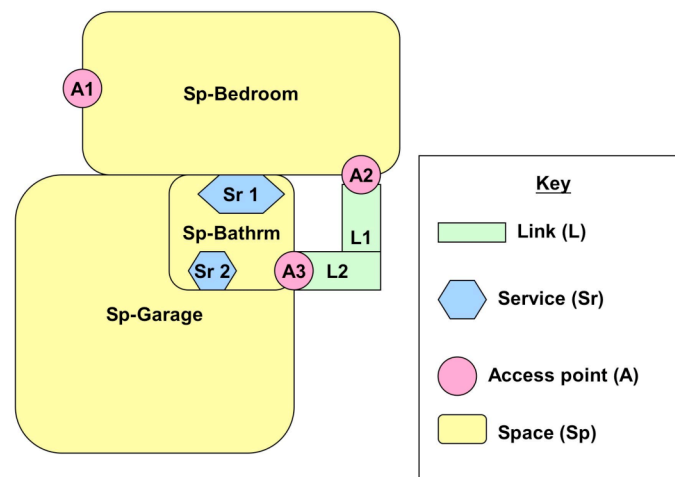 A1
Sp-Bedroom
A2
Sr 1
Sp-Bathrm
L1
Sr 2
A3
L2
Sp-Garage
Key
Link (L)
Service (Sr)
Access point (A)
Space (Sp)